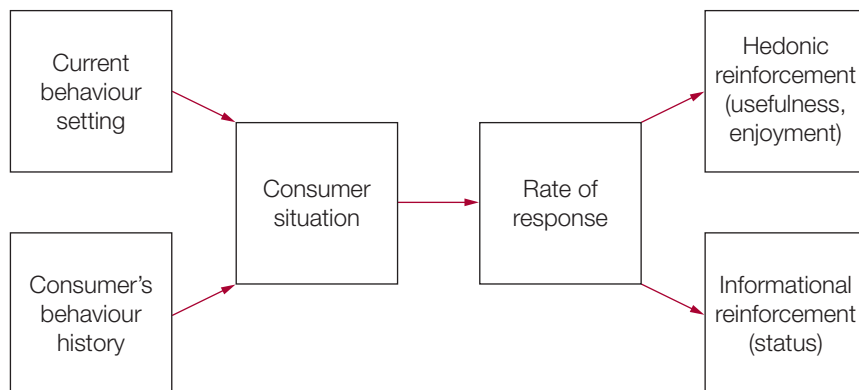 Current
behaviour
setting
Consumer's
behaviour
history
Consumer
situation
Rate of
response
Hedonic
reinforcement
(usefulness,
enjoyment)
Informational
reinforcement
(status)